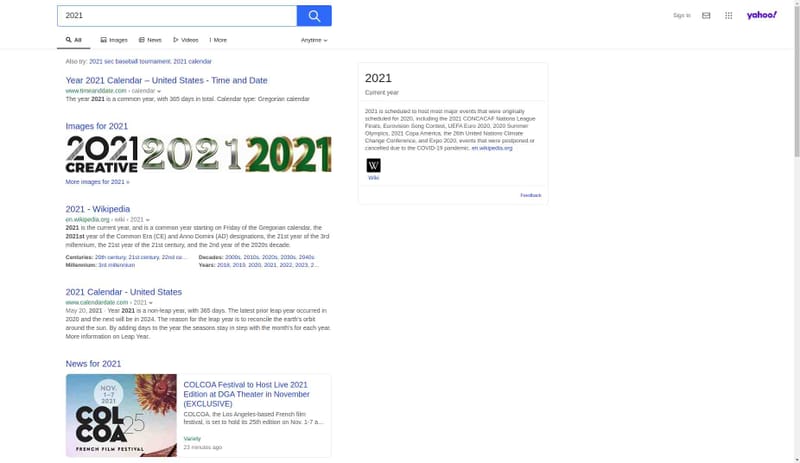 2021
Sign In
yahoo!
All
Images
News
Videos
More
Anytime
Also try: 2021 sec baseball tournament, 2021 calendar
Year 2021 Calendar – United States - Time and Date
www.timeanddate.com › calendar
The year 2021 is a common year, with 365 days in total. Calendar type: Gregorian calendar
Images for 2021
2021
CREATIVE
2021
2021
More images for 2021 »
2021 - Wikipedia
en.wikipedia.org › wiki › 2021
2021 is the current year, and is a common year starting on Friday of the Gregorian calendar, the
2021st year of the Common Era (CE) and Anno Domini (AD) designations, the 21st year of the 3rd
millennium, the 21st year of the 21st century, and the 2nd year of the 2020s decade.
Centuries: 20th century, 21st century, 22nd ce...
Decades: 2000s, 2010s, 2020s, 2030s, 2040s
Millennium: 3rd millennium
Years: 2018, 2019, 2020, 2021, 2022, 2023, 2...
2021 Calendar - United States
www.calendardate.com › 2021
May 20, 2021 · Year 2021 is a non-leap year, with 365 days. The latest prior leap year occurred in
2020 and the next will be in 2024. The reason for the leap year is to reconcile the earth's orbit
around the sun. By adding days to the year the seasons stay in step with the month's for each year.
More information on Leap Year.
News for 2021
NOV.
1–7
2021
COL
COA
25
FRENCH FILM FESTIVAL
COLCOA Festival to Host Live 2021
Edition at DGA Theater in November
(EXCLUSIVE)
COLCOA, the Los Angeles-based French film
festival, is set to hold its 25th edition on Nov. 1-7 a...
Variety
23 minutes ago
2021
Current year
2021 is scheduled to host most major events that were originally
scheduled for 2020, including the 2021 CONCACAF Nations League
Finals, Eurovision Song Contest, UEFA Euro 2020, 2020 Summer
Olympics, 2021 Copa América, the 26th United Nations Climate
Change Conference, and Expo 2020, events that were postponed or
cancelled due to the COVID-19 pandemic. en.wikipedia.org
W
Wiki
Feedback